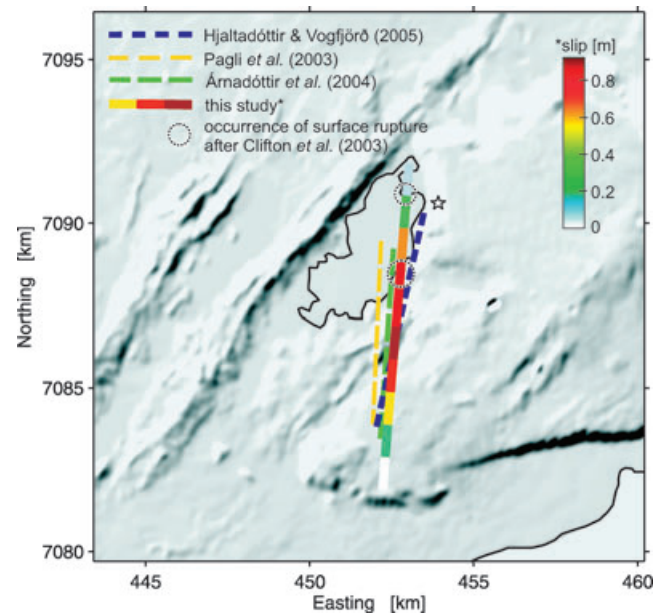 7095
7090
7085
7080
Northing [km]
Hjaltadóttir & Vogfjörð (2005)
Pagli et al. (2003)
Árnadóttir et al. (2004)
this study*
occurrence of surface rupture
after Clifton et al. (2003)
*slip [m]
0.8
0.6
0.4
0.2
0
445
450
455
460
Easting [km]